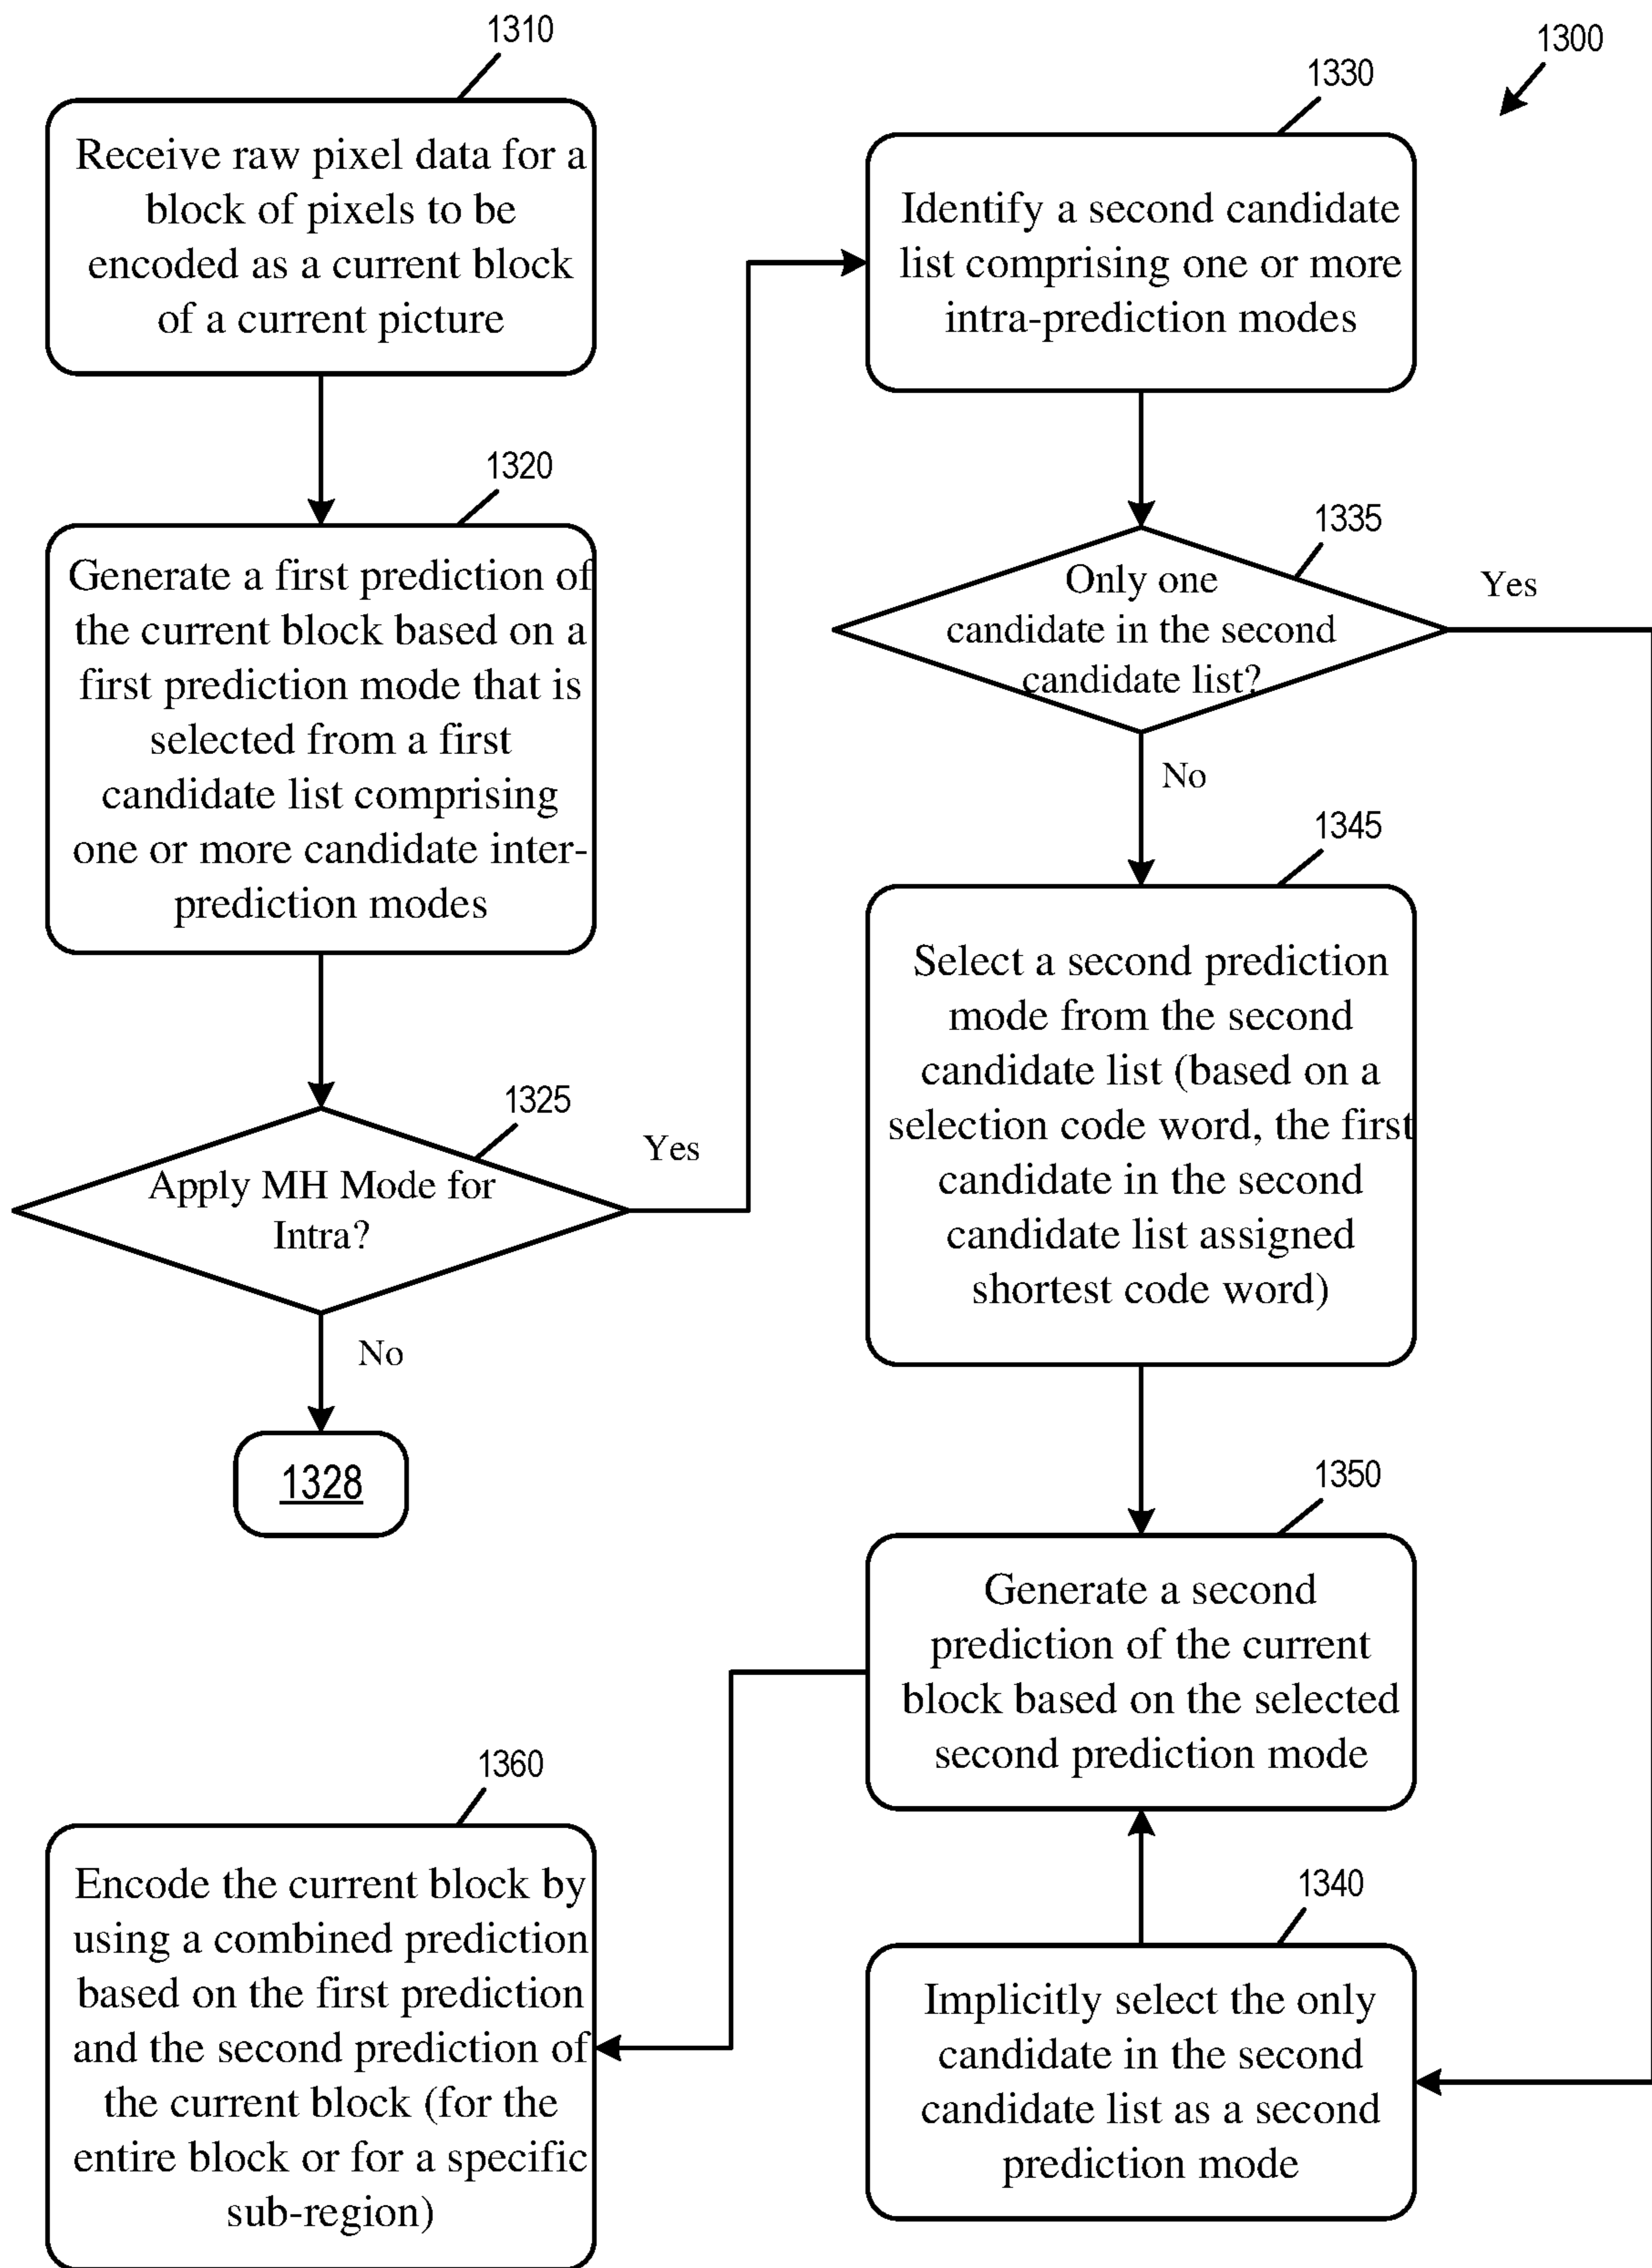 1300
1310
Receive raw pixel data for a
block of pixels to be
encoded as a current block
of a current picture
1320
Generate a first prediction of
the current block based on a
first prediction mode that is
selected from a first
candidate list comprising
one or more candidate inter-
prediction modes
1325
Apply MH Mode for
Intra?
Yes
No
1328
1330
Identify a second candidate
list comprising one or more
intra-prediction modes
1335
Only one
candidate in the second
candidate list?
Yes
No
1345
Select a second prediction
mode from the second
candidate list (based on a
selection code word, the first
candidate in the second
candidate list assigned
shortest code word)
1350
Generate a second
prediction of the current
block based on the selected
second prediction mode
1340
Implicitly select the only
candidate in the second
candidate list as a second
prediction mode
1360
Encode the current block by
using a combined prediction
based on the first prediction
and the second prediction of
the current block (for the
entire block or for a specific
sub-region)